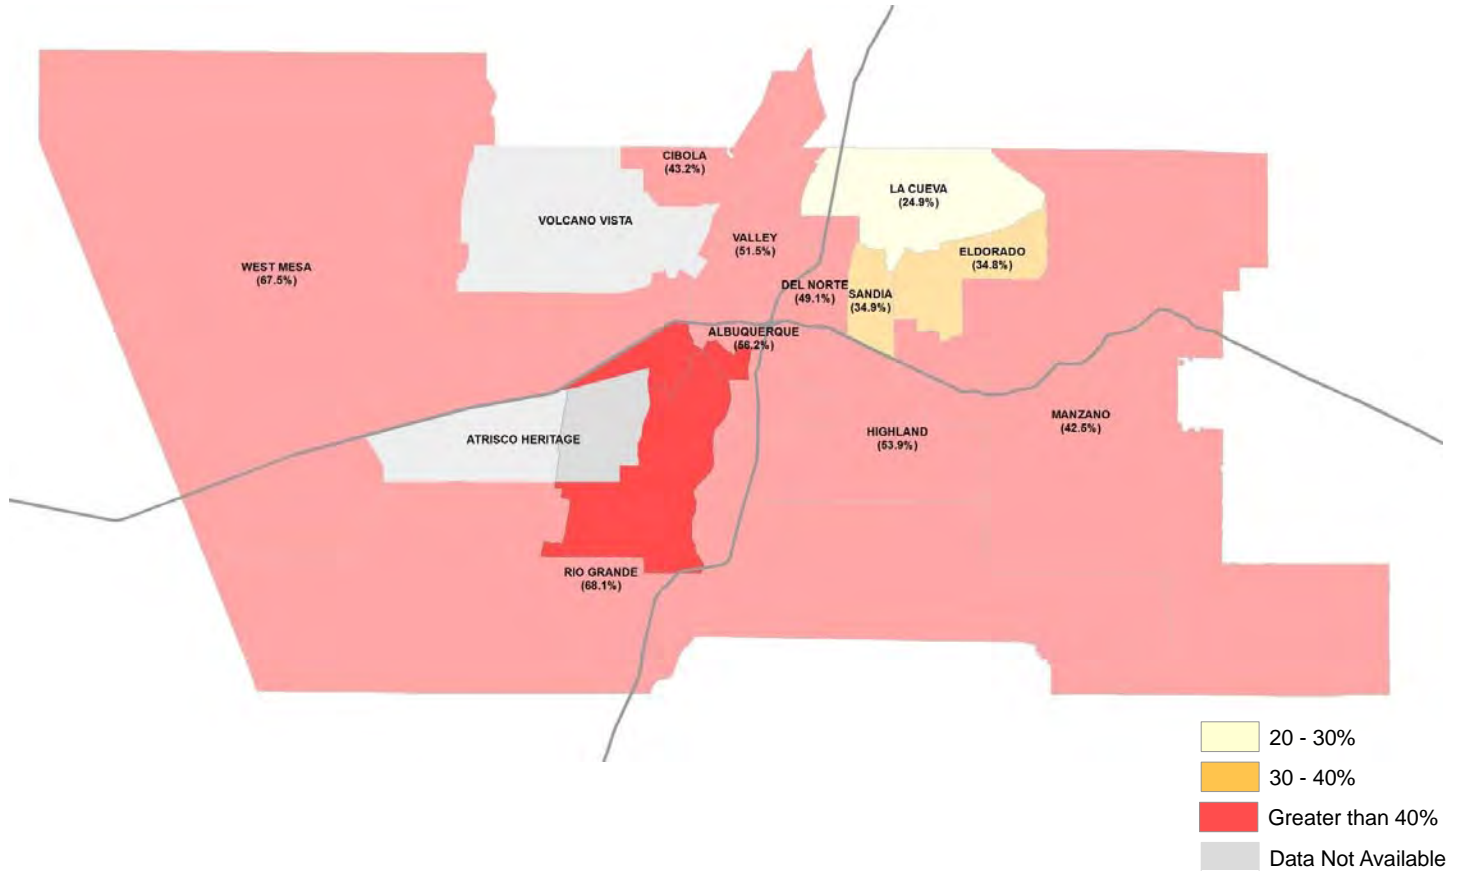 CIBOLA
(43.2%)
LA CUEVA
(24.9%)
VOLCANO VISTA
VALLEY
(51.5%)
ELDORADO
(34.8%)
WEST MESA
(67.5%)
DEL NORTE
(49.1%)
SANDIA
(34.9%)
ALBUQUERQUE
(56.2%)
ATRISCO HERITAGE
HIGHLAND
(53.9%)
MANZANO
(42.5%)
RIO GRANDE
(68.1%)
20 - 30%
30 - 40%
Greater than 40%
Data Not Available